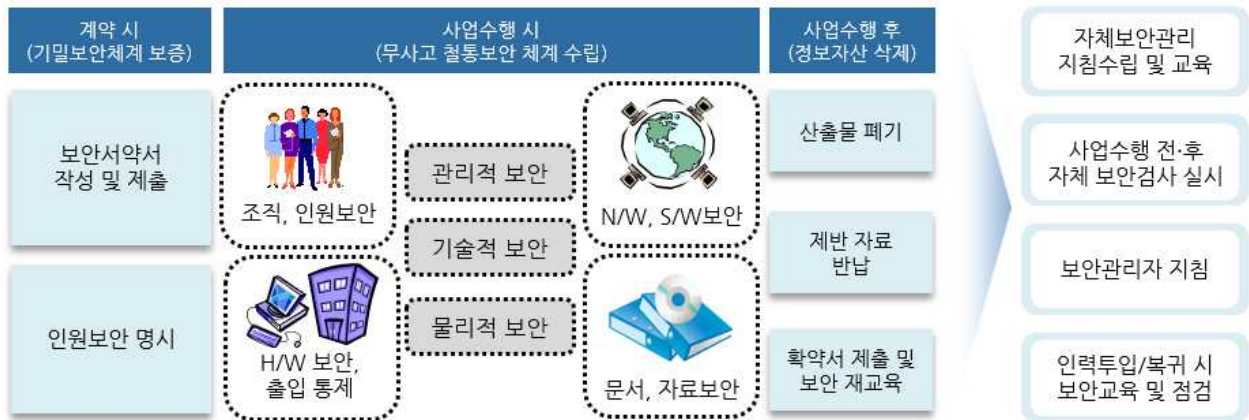 계약 시
(기밀보안체계 보증)
사업수행 시
(무사고 철통보안 체계 수립)
사업수행 후
(정보자산 삭제)
보안서약서
작성 및 제출
인원보안 명시
조직, 인원보안
H/W 보안,
출입 통제
관리적 보안
기술적 보안
물리적 보안
N/W, S/W보안
문서, 자료보안
산출물 폐기
제반 자료
반납
확약서 제출 및
보안 재교육
자체보안관리
지침수립 및 교육
사업수행 전·후
자체 보안검사 실시
보안관리자 지침
인력투입/복귀 시
보안교육 및 점검